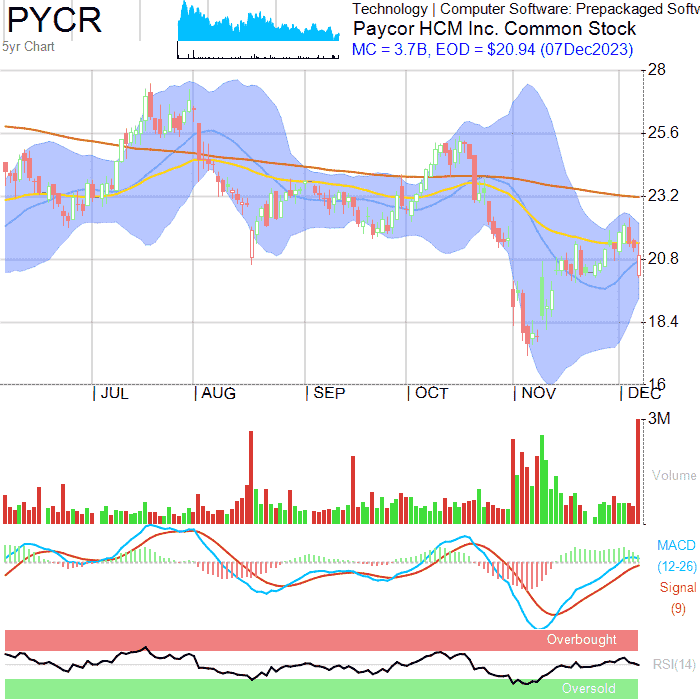 PYCR
5yr Chart
Technology | Computer Software: Prepackaged Softw
Paycor HCM Inc. Common Stock
MC = 3.7B, EOD = $20.94 (07Dec2023)
28
25.6
23.2
20.8
18.4
16
JUL
AUG
SEP
OCT
NOV
DEC
3M
Volume
MACD
(12-26)
Signal
(9)
Overbought
RSI(14)
Oversold